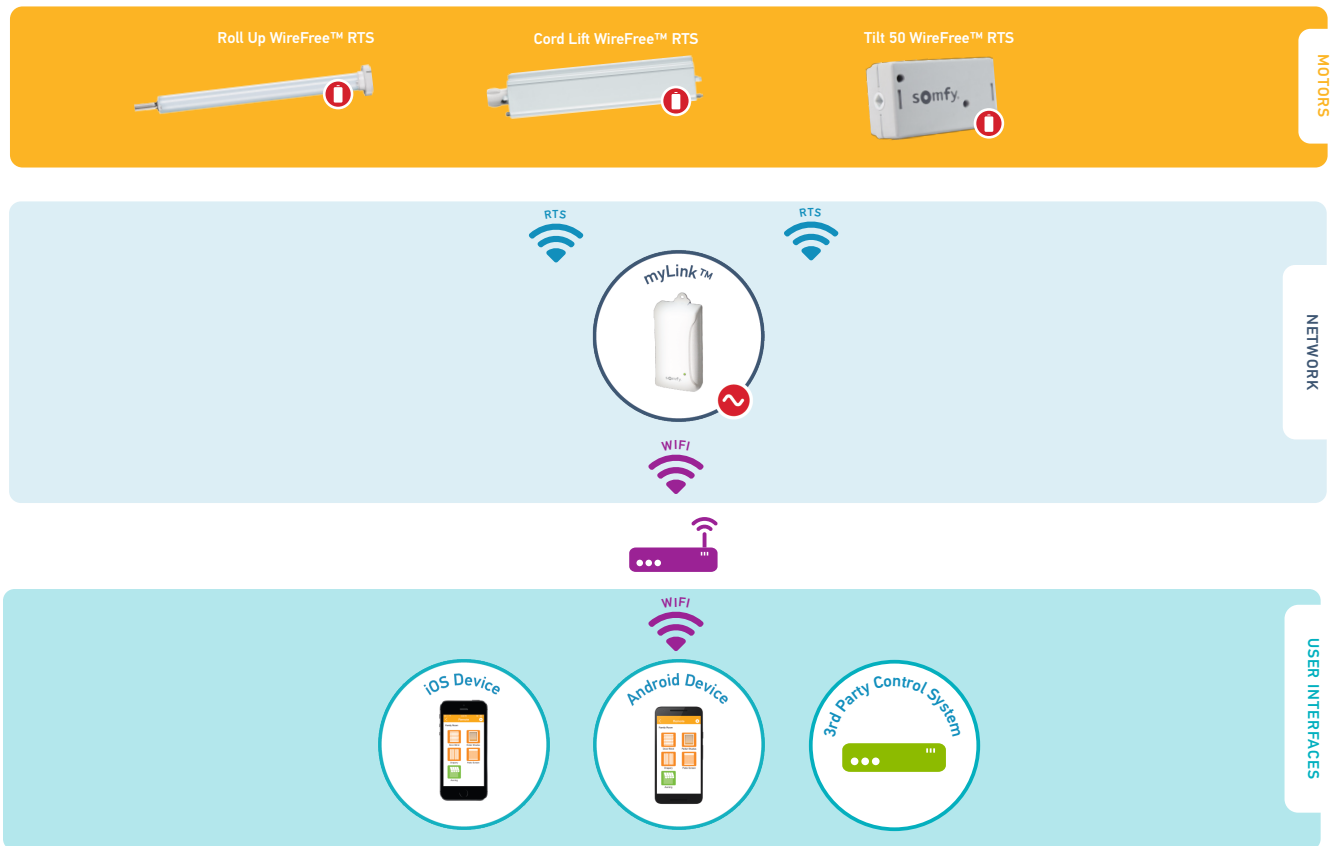 Roll Up WireFree™ RTS
Cord Lift WireFree™ RTS
Tilt 50 WireFree™ RTS
somfy.
MOTORS
RTS
RTS
myLink™
somfy.
NETWORK
WIFI
WIFI
iOS Device
Android Device
3rd Party Control System
USER INTERFACES